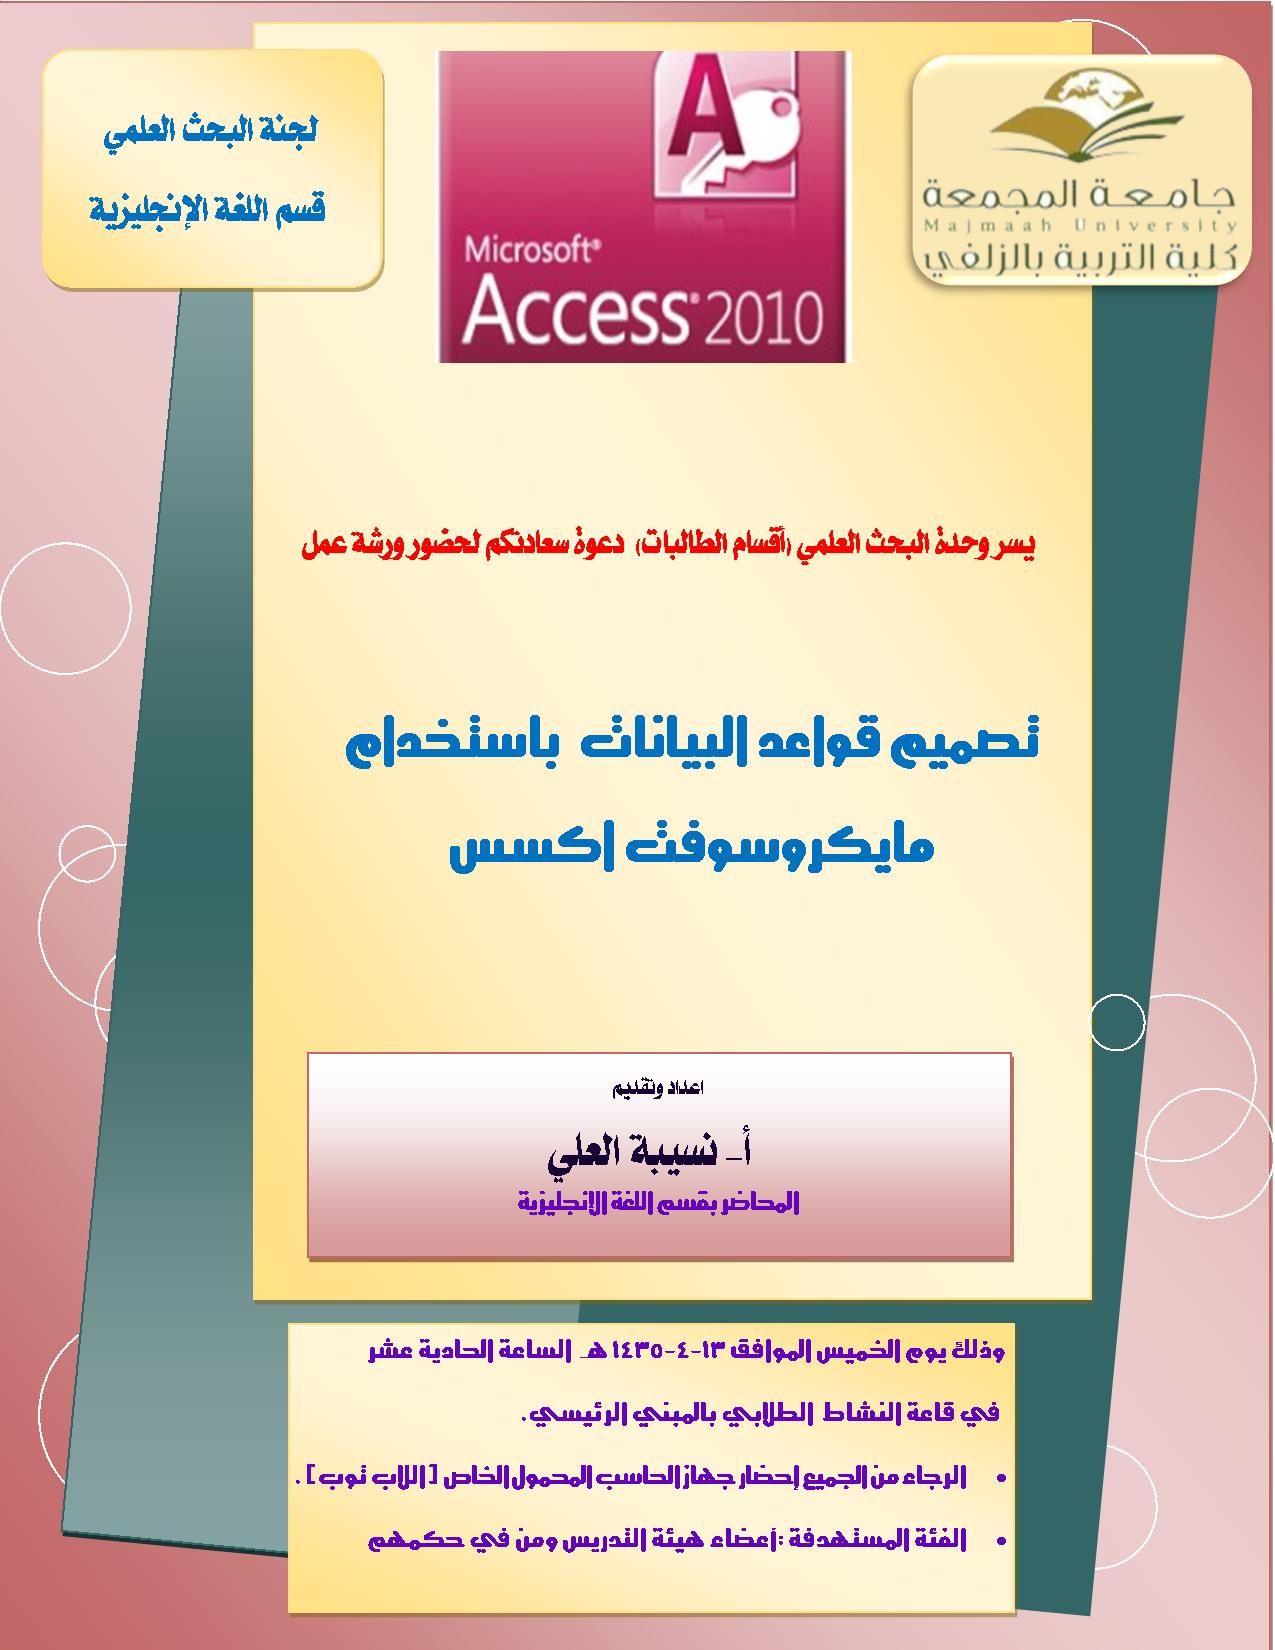 جامعة المجمعة
Majmaah University
كلية التربية بالزلفي
A
Microsoft®
Access® 2010
لجنة البحث العلمي
قسم اللغة الإنجليزية
يسر وحدة البحث العلمي (أقسام الطالبات) دعوة سعادتكم لحضور ورشة عمل
تصميم قواعد البيانات باستخدام
مايكروسوفت اكسس
اعداد وتقديم
أ- نسيبة العلي
المحاضر بقسم اللغة الإنجليزية
وذلك يوم الخميس الموافق ١٣-٤-١٤٣٥ هـ الساعة الحادية عشر
في قاعة النشاط الطلابي بالمبني الرئيسي.
• الرجاء من الجميع إحضار جهاز الحاسب المحمول الخاص [اللاب توب].
• الفئة المستهدفة :أعضاء هيئة التدريس ومن في حكمهم